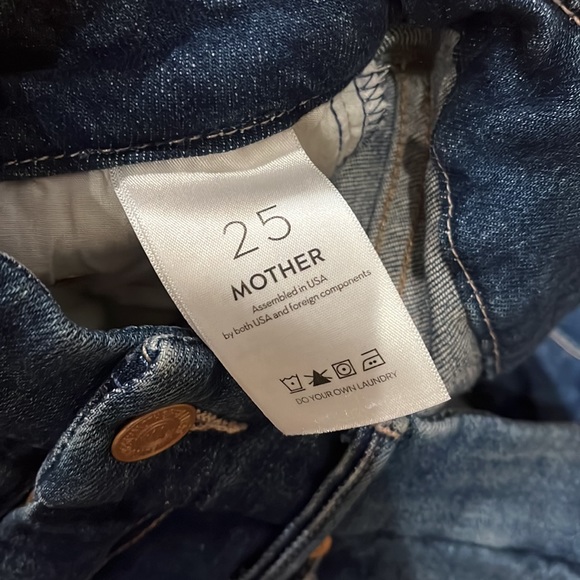 25
MOTHER
Assembled in USA
by both USA and foreign components
DO YOUR OWN LAUNDRY